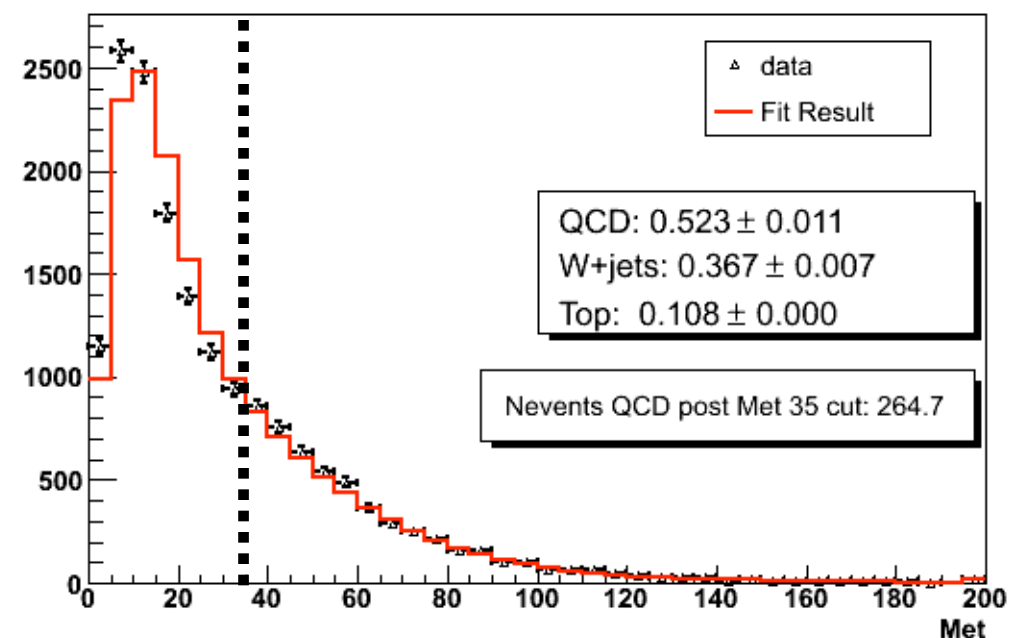 2500
2000
1500
1000
500
0
data
Fit Result
QCD: 0.523 ± 0.011
W+jets: 0.367 ± 0.007
Top: 0.108 ± 0.000
Nevents QCD post Met 35 cut: 264.7
0 20 40 60 80 100 120 140 160 180 200
Met